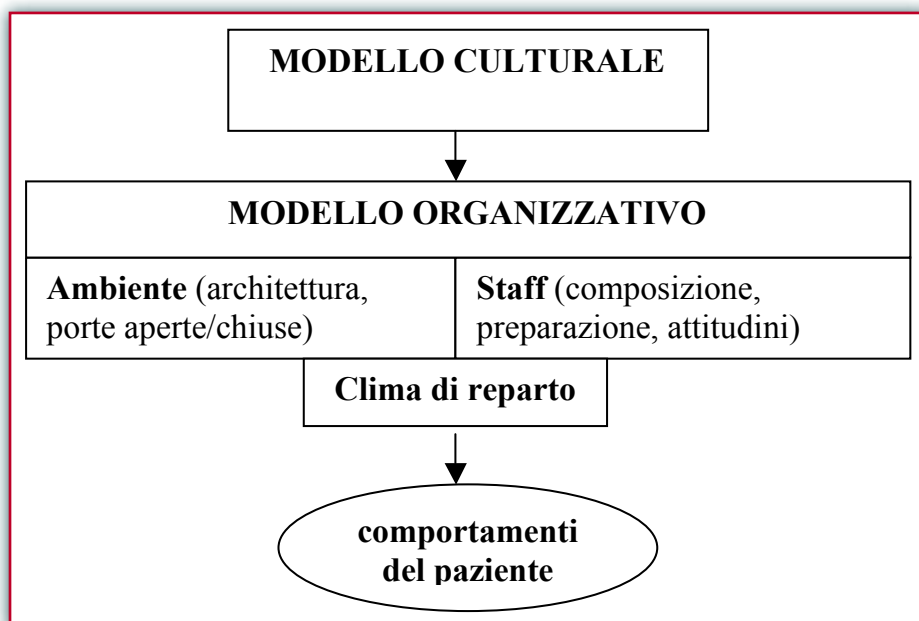 MODELLO CULTURALE
MODELLO ORGANIZZATIVO
Ambiente (architettura,
porte aperte/chiuse)
Staff (composizione,
preparazione, attitudini)
Clima di reparto
comportamenti
del paziente